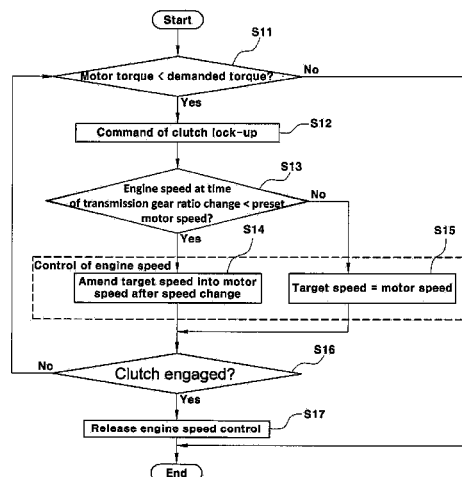 Start
S11
Motor torque < demanded torque?
No
Yes
Command of clutch lock-up
S12
S13
Engine speed at time
of transmission gear ratio change < preset
motor speed?
No
Yes
S14
S15
Control of engine speed
Amend target speed into motor
speed after speed change
Target speed = motor speed
S16
No
Clutch engaged?
Yes
S17
Release engine speed control
End